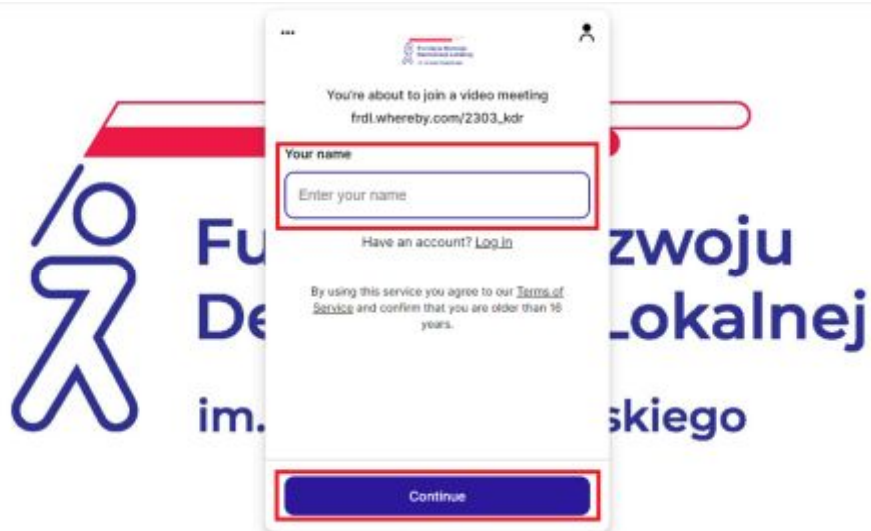 ...
You're about to join a video meeting
frdl.whereby.com/2303_kdr
Your name
Enter your name
Have an account? Log in
By using this service you agree to our Terms of
Service and confirm that you are older than 16
years.
Continue
Fu zwoju
De Lokalnej
im. skiego